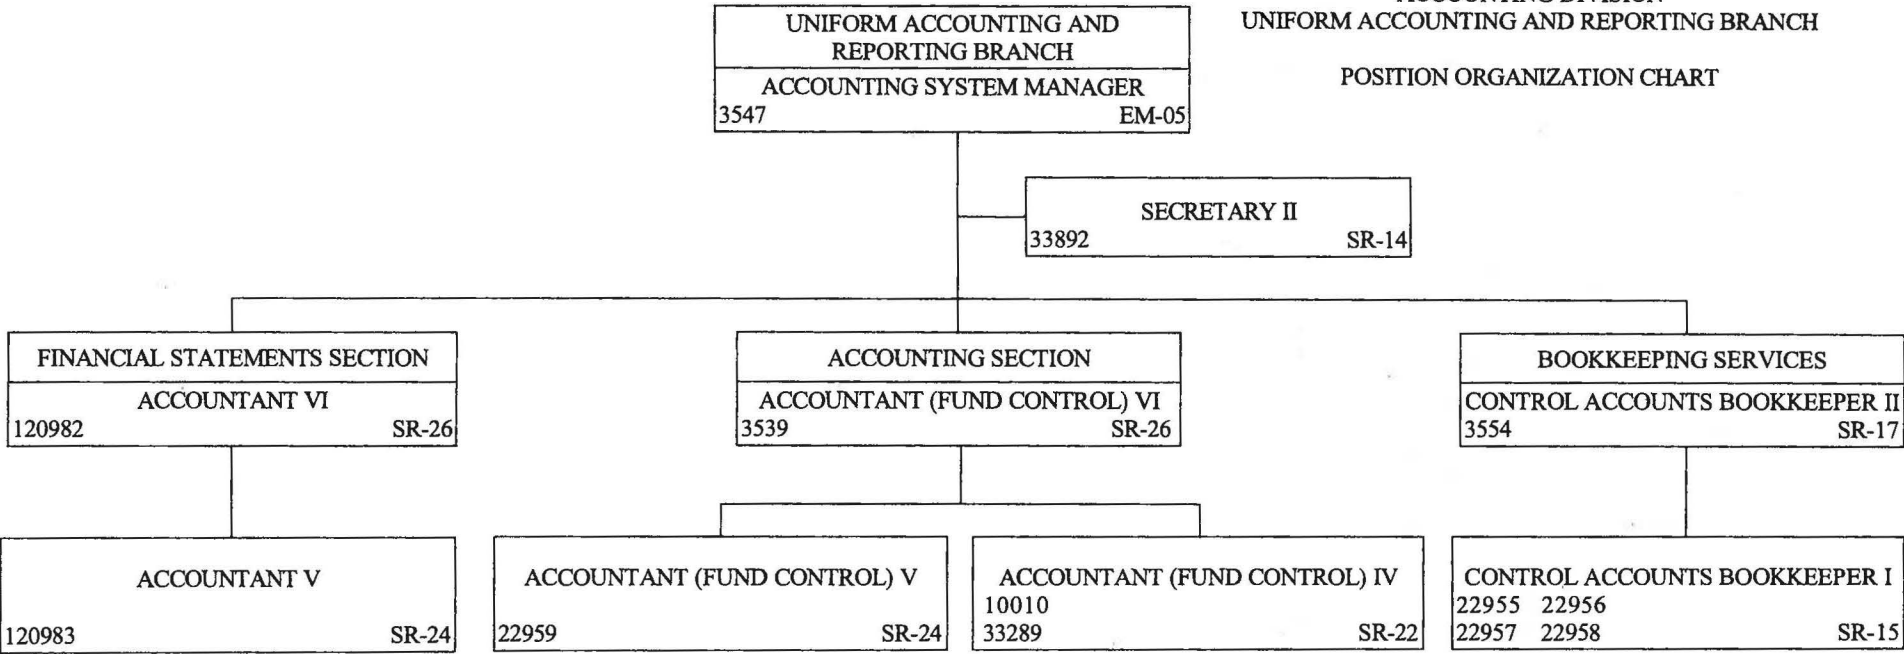 ACCOUNTING DIVISION
UNIFORM ACCOUNTING AND REPORTING BRANCH
POSITION ORGANIZATION CHART
UNIFORM ACCOUNTING AND
REPORTING BRANCH
ACCOUNTING SYSTEM MANAGER
3547 EM-05
SECRETARY II
33892 SR-14
FINANCIAL STATEMENTS SECTION
ACCOUNTANT VI
120982 SR-26
ACCOUNTING SECTION
ACCOUNTANT (FUND CONTROL) VI
3539 SR-26
BOOKKEEPING SERVICES
CONTROL ACCOUNTS BOOKKEEPER II
3554 SR-17
ACCOUNTANT V
120983 SR-24
ACCOUNTANT (FUND CONTROL) V
22959 SR-24
ACCOUNTANT (FUND CONTROL) IV
10010
33289 SR-22
CONTROL ACCOUNTS BOOKKEEPER I
22955 22956
22957 22958 SR-15